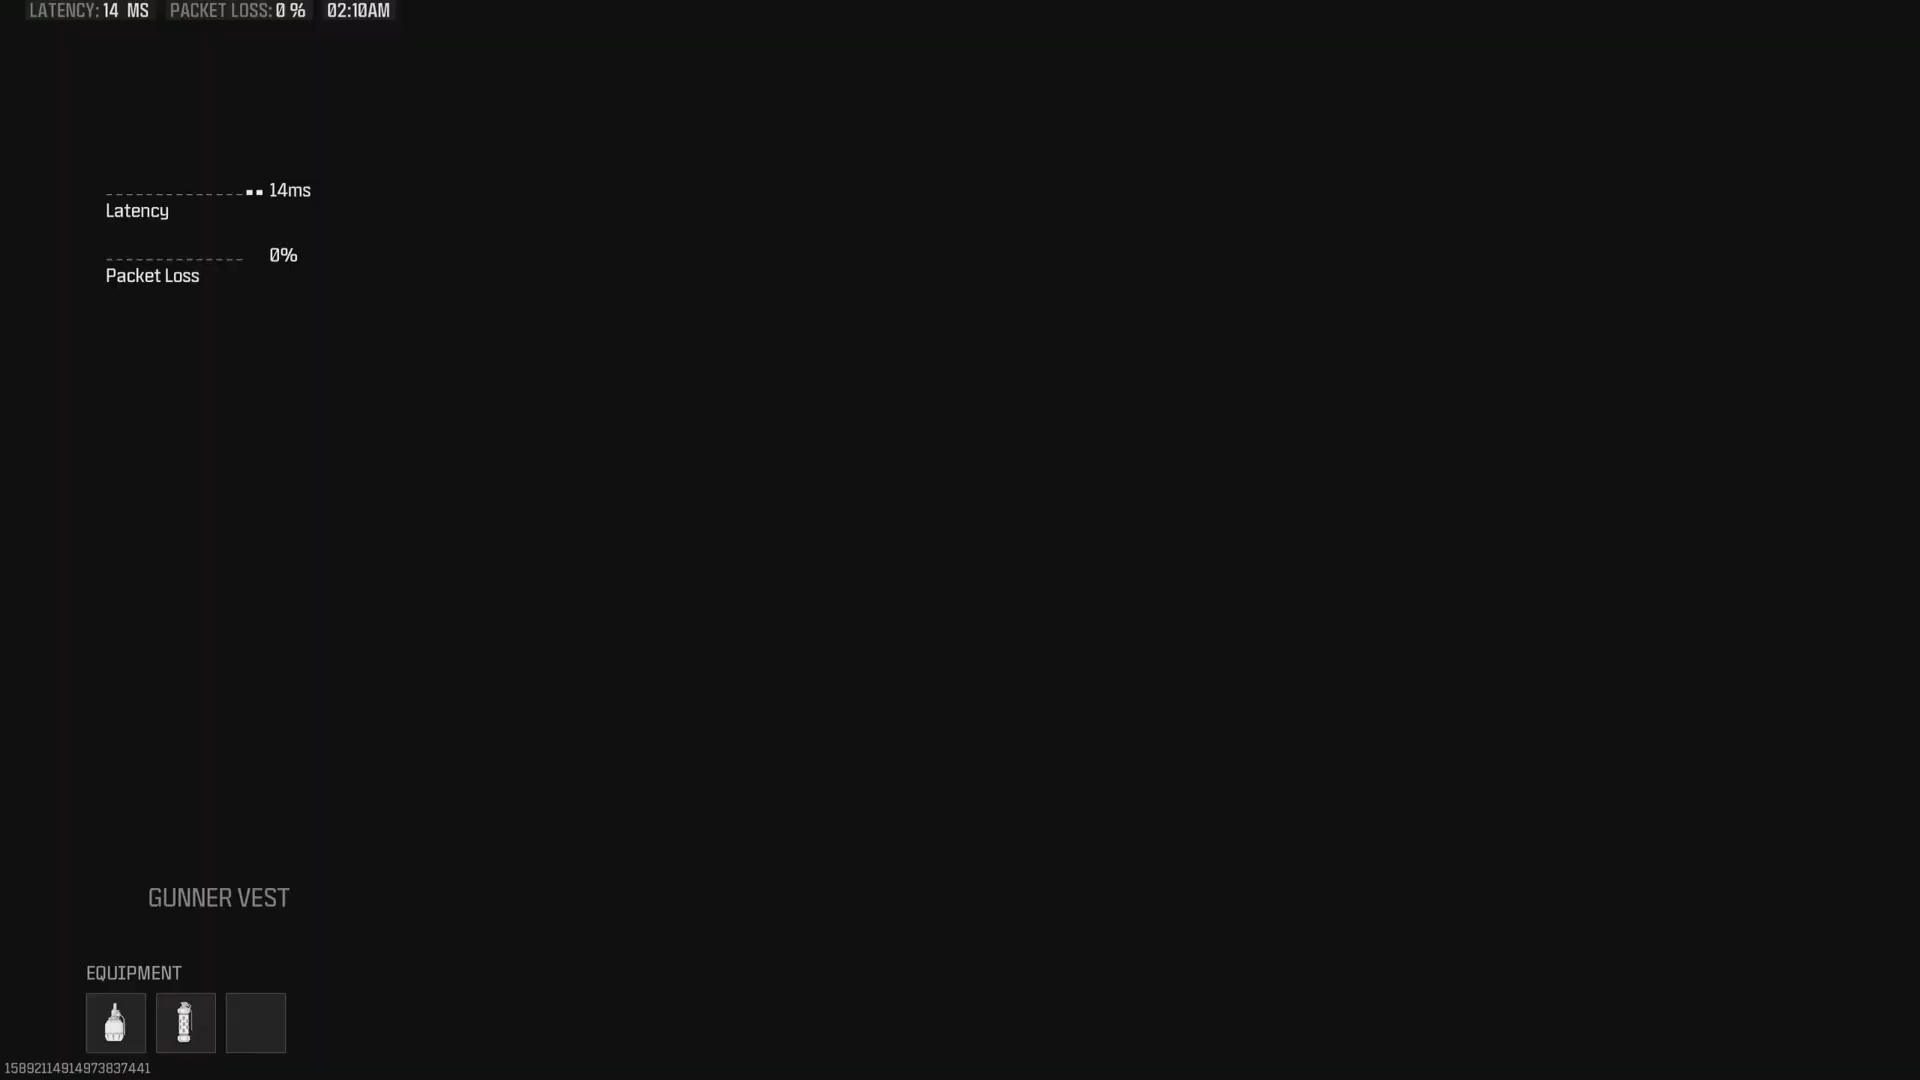 LATENCY: 14 MS PACKET LOSS: 0 % 02:10AM
14ms
Latency
0%
Packet Loss
GUNNER VEST
EQUIPMENT
15892114914973837441